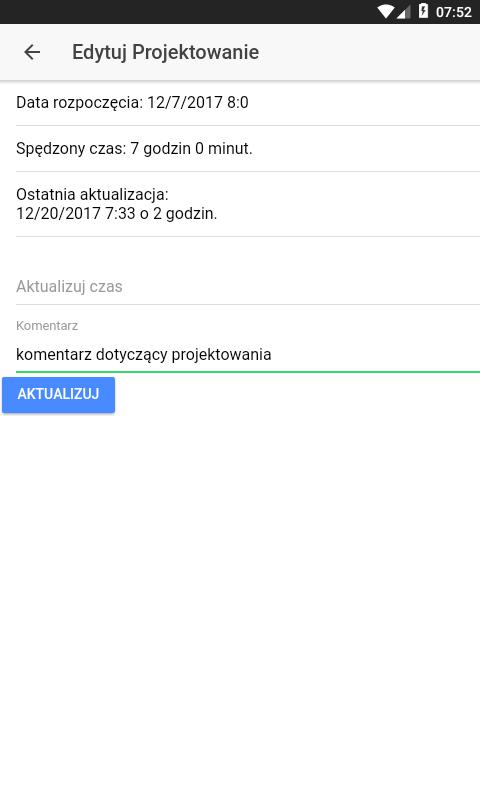 07:52
Edytuj Projektowanie
Data rozpoczęcia: 12/7/2017 8:0
Spędzony czas: 7 godzin 0 minut.
Ostatnia aktualizacja:
12/20/2017 7:33 o 2 godzin.
Aktualizuj czas
Komentarz
komentarz dotyczący projektowania
AKTUALIZUJ